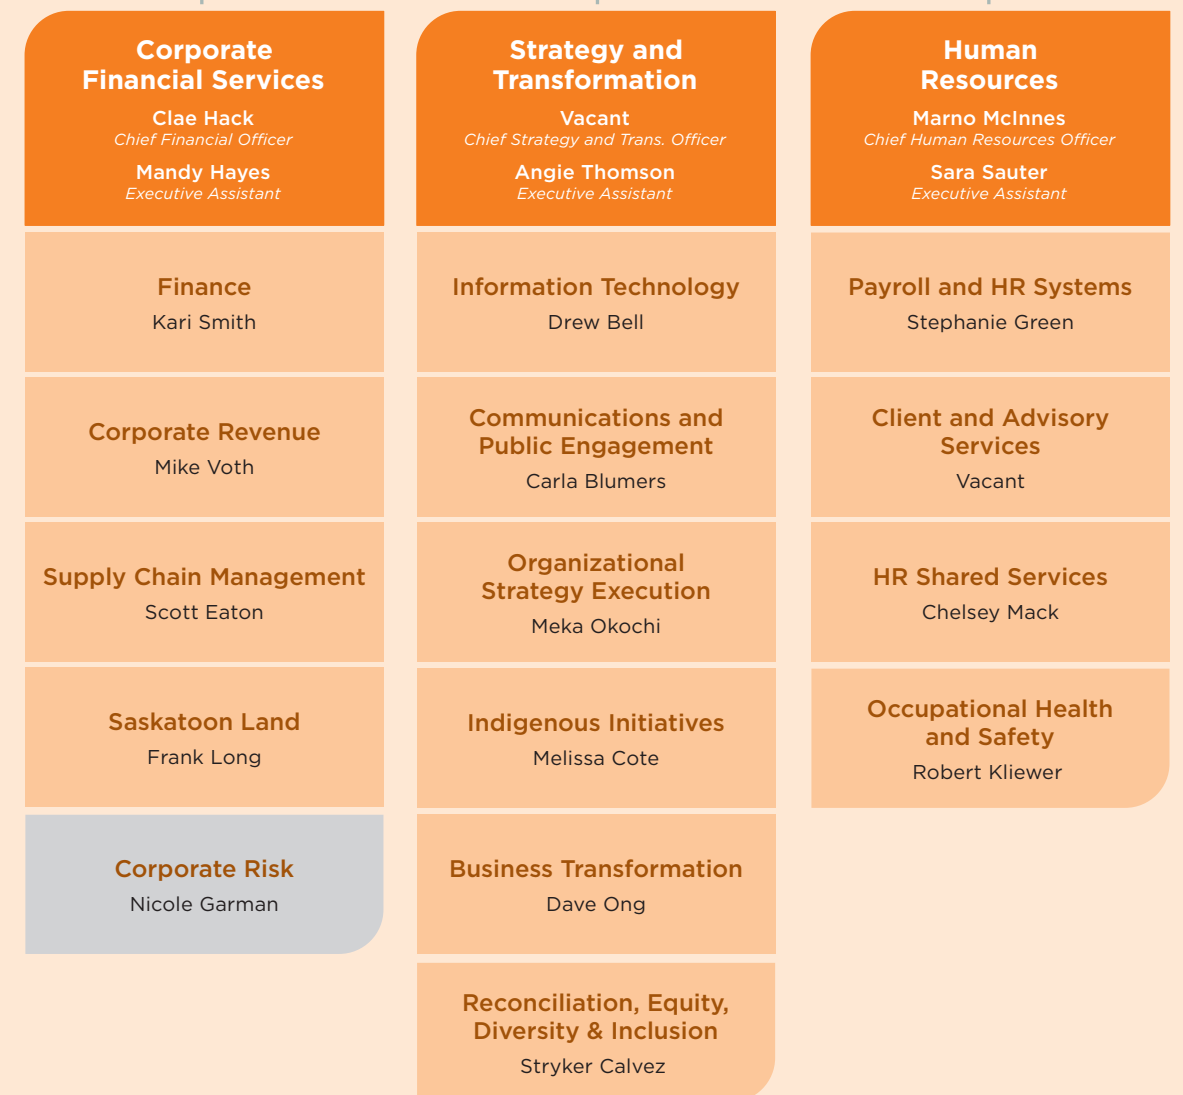 Corporate
Financial Services
Clae Hack
Chief Financial Officer
Mandy Hayes
Executive Assistant
Finance
Kari Smith
Corporate Revenue
Mike Voth
Supply Chain Management
Scott Eaton
Saskatoon Land
Frank Long
Corporate Risk
Nicole Garman
Strategy and
Transformation
Vacant
Chief Strategy and Trans. Officer
Angie Thomson
Executive Assistant
Information Technology
Drew Bell
Communications and
Public Engagement
Carla Blumers
Organizational
Strategy Execution
Meka Okochi
Indigenous Initiatives
Melissa Cote
Business Transformation
Dave Ong
Reconciliation, Equity,
Diversity & Inclusion
Stryker Calvez
Human
Resources
Marno McInnes
Chief Human Resources Officer
Sara Sauter
Executive Assistant
Payroll and HR Systems
Stephanie Green
Client and Advisory
Services
Vacant
HR Shared Services
Chelsey Mack
Occupational Health
and Safety
Robert Kliewer